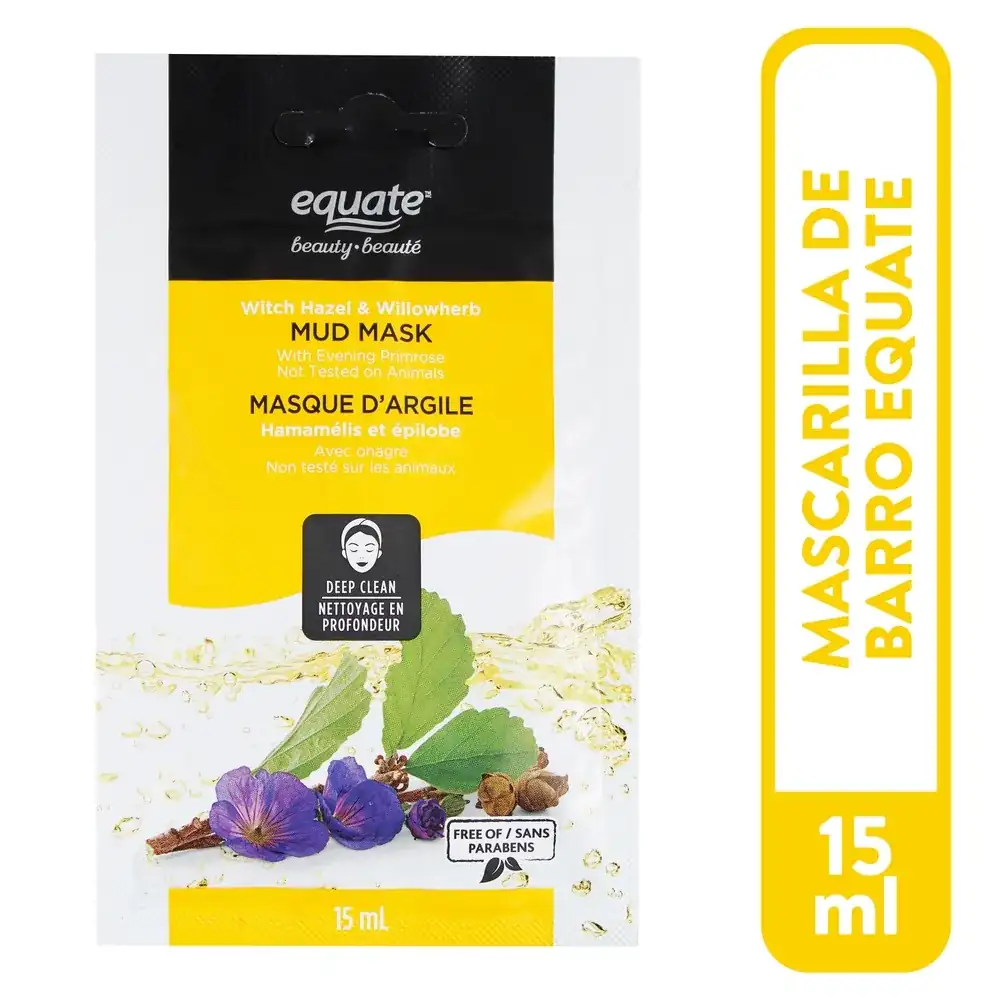 equate™
beauty•beauté
Witch Hazel & Willowherb
MUD MASK
With Evening Primrose
Not Tested on Animals
MASQUE D'ARGILE
Hamamélis et épilobe
Avec onagre
Non testé sur les animaux
DEEP CLEAN
NETTOYAGE EN
PROFONDEUR
FREE OF / SANS
PARABENS
15 mL
MASCARILLA DE
BARRO EQUATE
15
ml